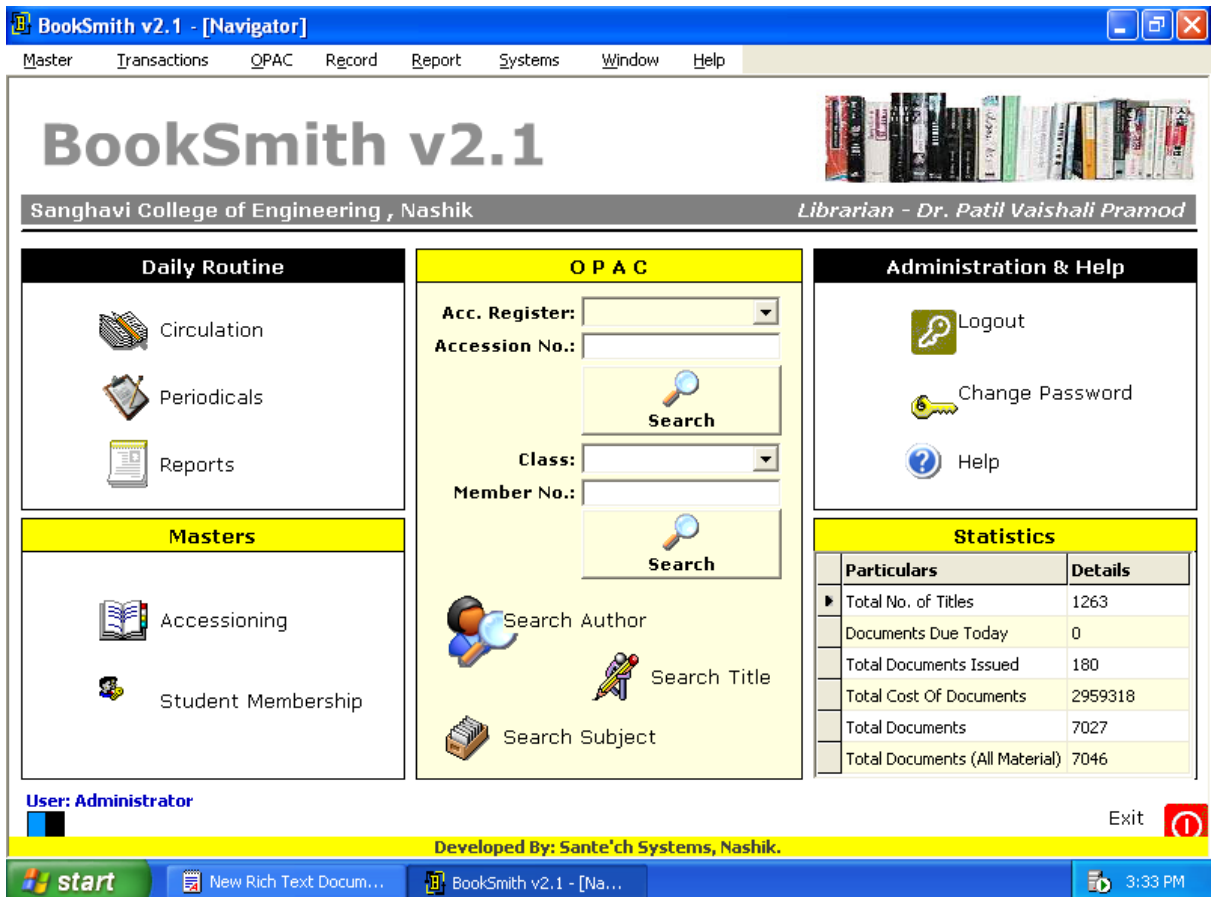 BookSmith v2.1 - [Navigator]
Master Transactions OPAC Record Report Systems Window Help
BookSmith v2.1
Sanghavi College of Engineering , Nashik
Librarian - Dr. Patil Vaishali Pramod
Daily Routine
Circulation
Periodicals
Reports
Masters
Accessioning
Student Membership
O P A C
Acc. Register:
Accession No.:
Search
Class:
Member No.:
Search
Search Author
Search Title
Search Subject
Administration & Help
Logout
Change Password
Help
Statistics
Particulars Details
Total No. of Titles 1263
Documents Due Today 0
Total Documents Issued 180
Total Cost Of Documents 2959318
Total Documents 7027
Total Documents (All Material) 7046
User: Administrator
Exit
Developed By: Sante'ch Systems, Nashik.
start New Rich Text Docum... BookSmith v2.1 - [Na... 3:33 PM